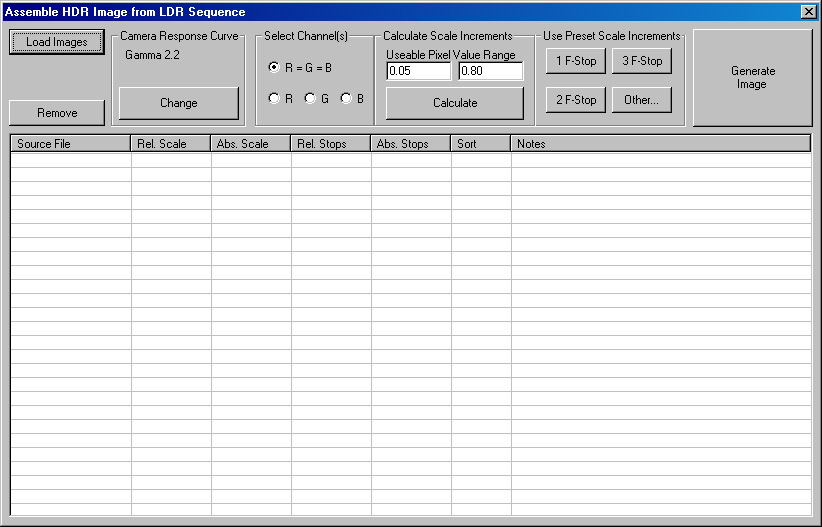 Assemble HDR Image from LDR Sequence
Load Images
Remove
Camera Response Curve
Gamma 2.2
Change
Select Channel(s)
R = G = B
R G B
Calculate Scale Increments
Useable Pixel Value Range
0.05 0.80
Calculate
Use Preset Scale Increments
1 F-Stop 3 F-Stop
2 F-Stop Other...
Generate
Image
Source File Rel. Scale Abs. Scale Rel. Stops Abs. Stops Sort Notes